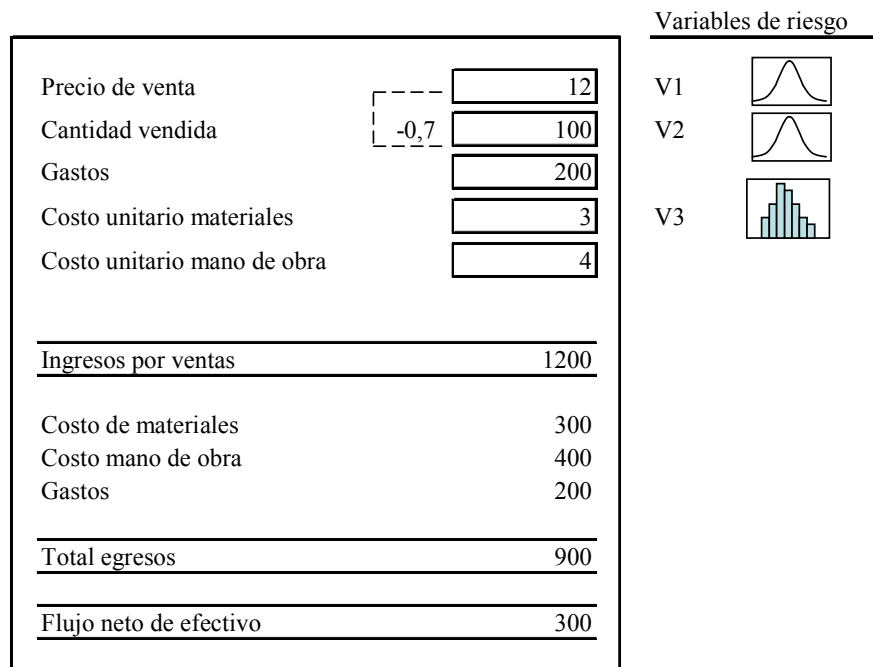 Variables de riesgo
Precio de venta 12 V1
Cantidad vendida -0,7 100 V2
Gastos 200
Costo unitario materiales 3 V3
Costo unitario mano de obra 4
Ingresos por ventas 1200
Costo de materiales 300
Costo mano de obra 400
Gastos 200
Total egresos 900
Flujo neto de efectivo 300